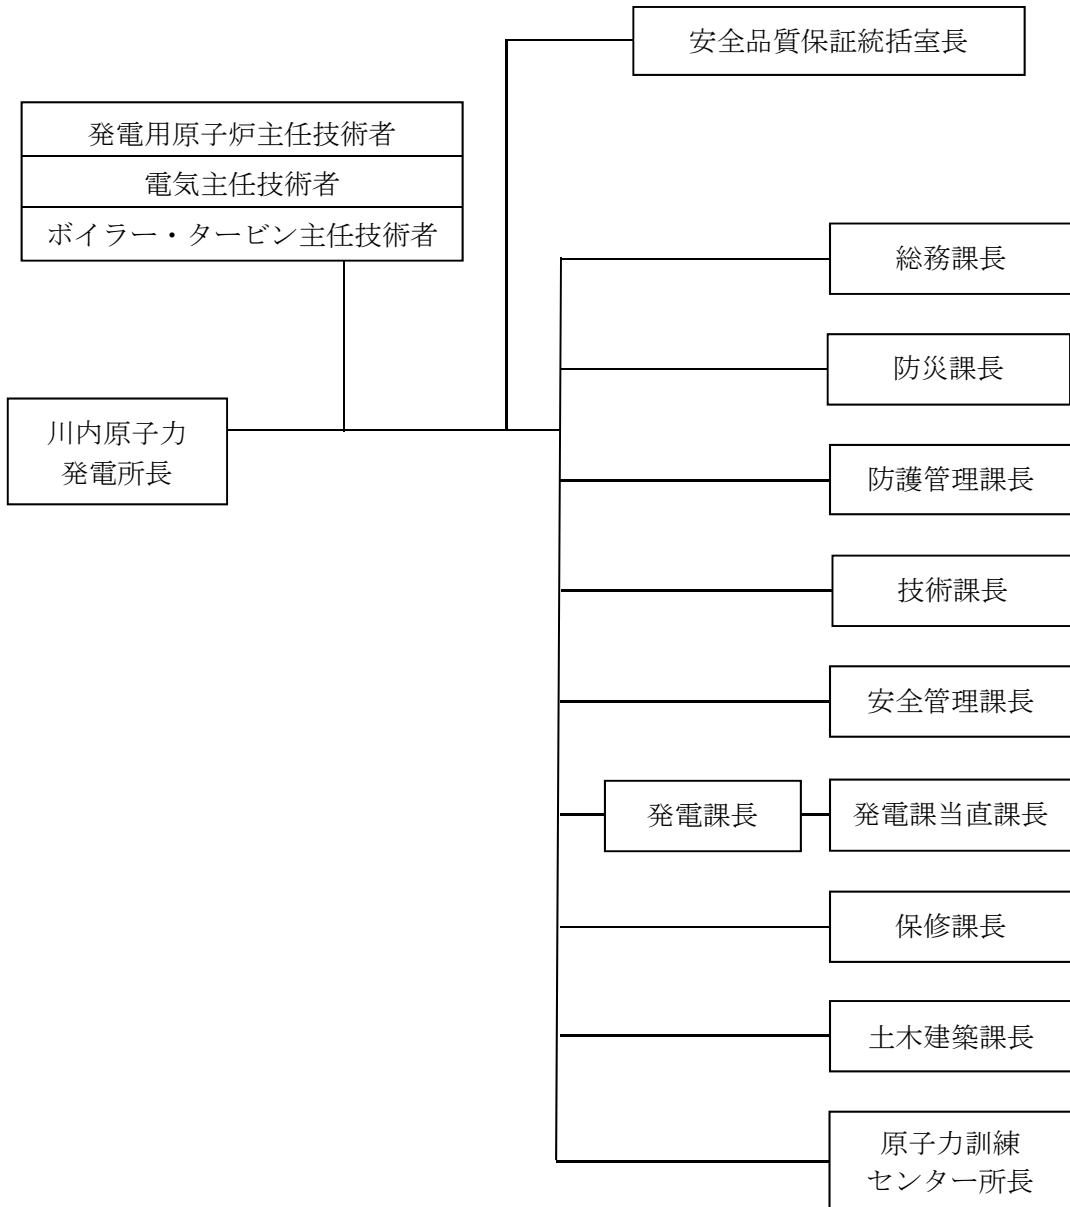 安全品質保証統括室長
発電用原子炉主任技術者
電気主任技術者
ボイラー・タービン主任技術者
川内原子力
発電所長
総務課長
防災課長
防護管理課長
技術課長
安全管理課長
発電課長
発電課当直課長
保修課長
土木建築課長
原子力訓練
センター所長